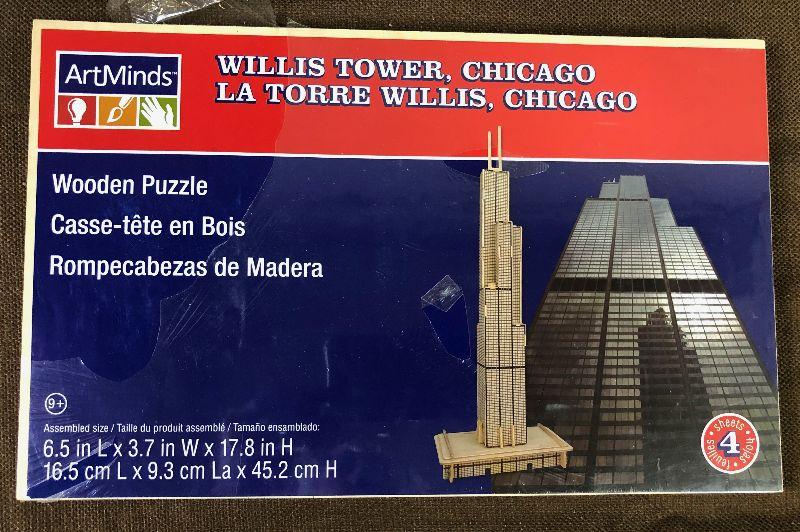 ArtMinds™
WILLIS TOWER, CHICAGO
LA TORRE WILLIS, CHICAGO
Wooden Puzzle
Casse-tête en Bois
Rompecabezas de Madera
9+
Assembled size / Taille du produit assemblé / Tamaño ensamblado:
6.5 in L x 3.7 in W x 17.8 in H
16.5 cm L x 9.3 cm La x 45.2 cm H
sheets • hojas • feuilles •
4